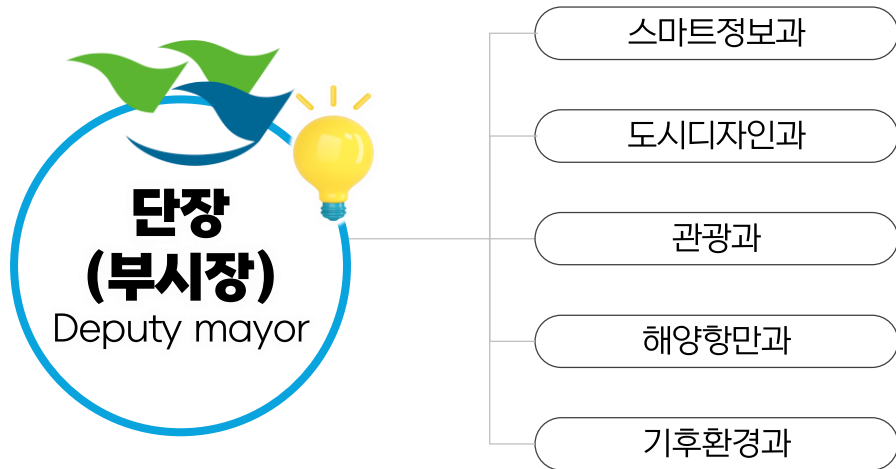 단장
(부시장)
Deputy mayor
스마트정보과
도시디자인과
관광과
해양항만과
기후환경과